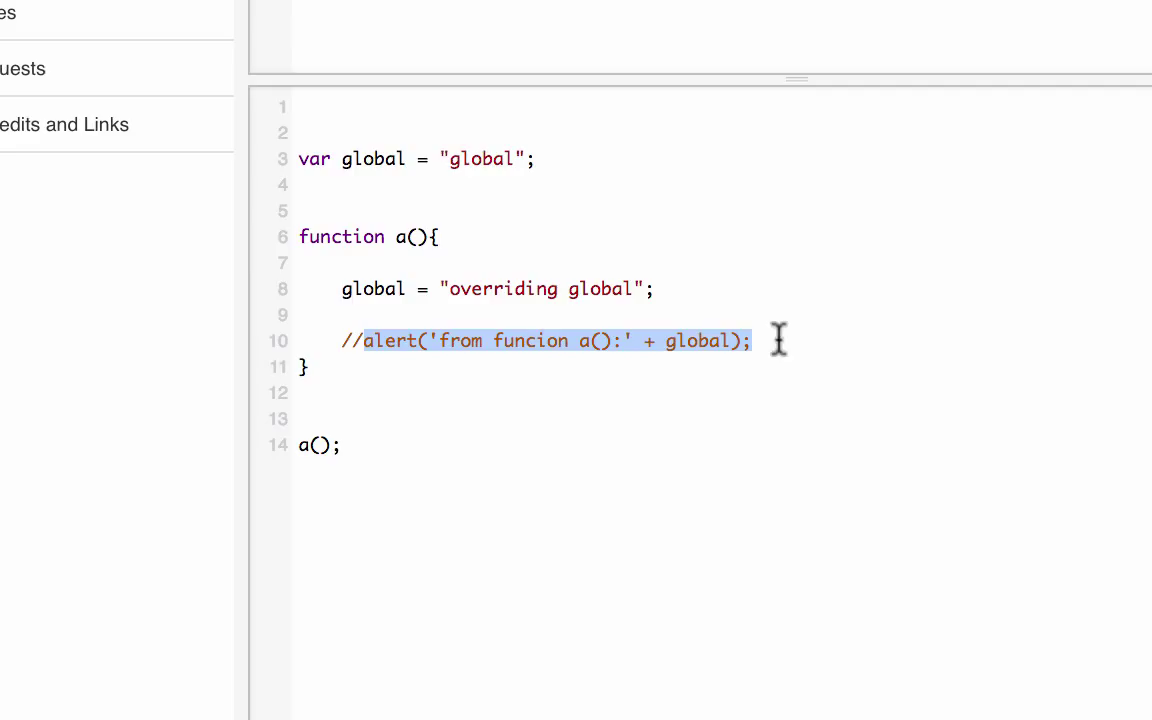 es
uests
edits and Links
1
2
3 var global = "global";
4
5
6 function a(){
7
8 global = "overriding global";
9
10 //alert('from funcion a():' + global);
11 }
12
13
14 a();